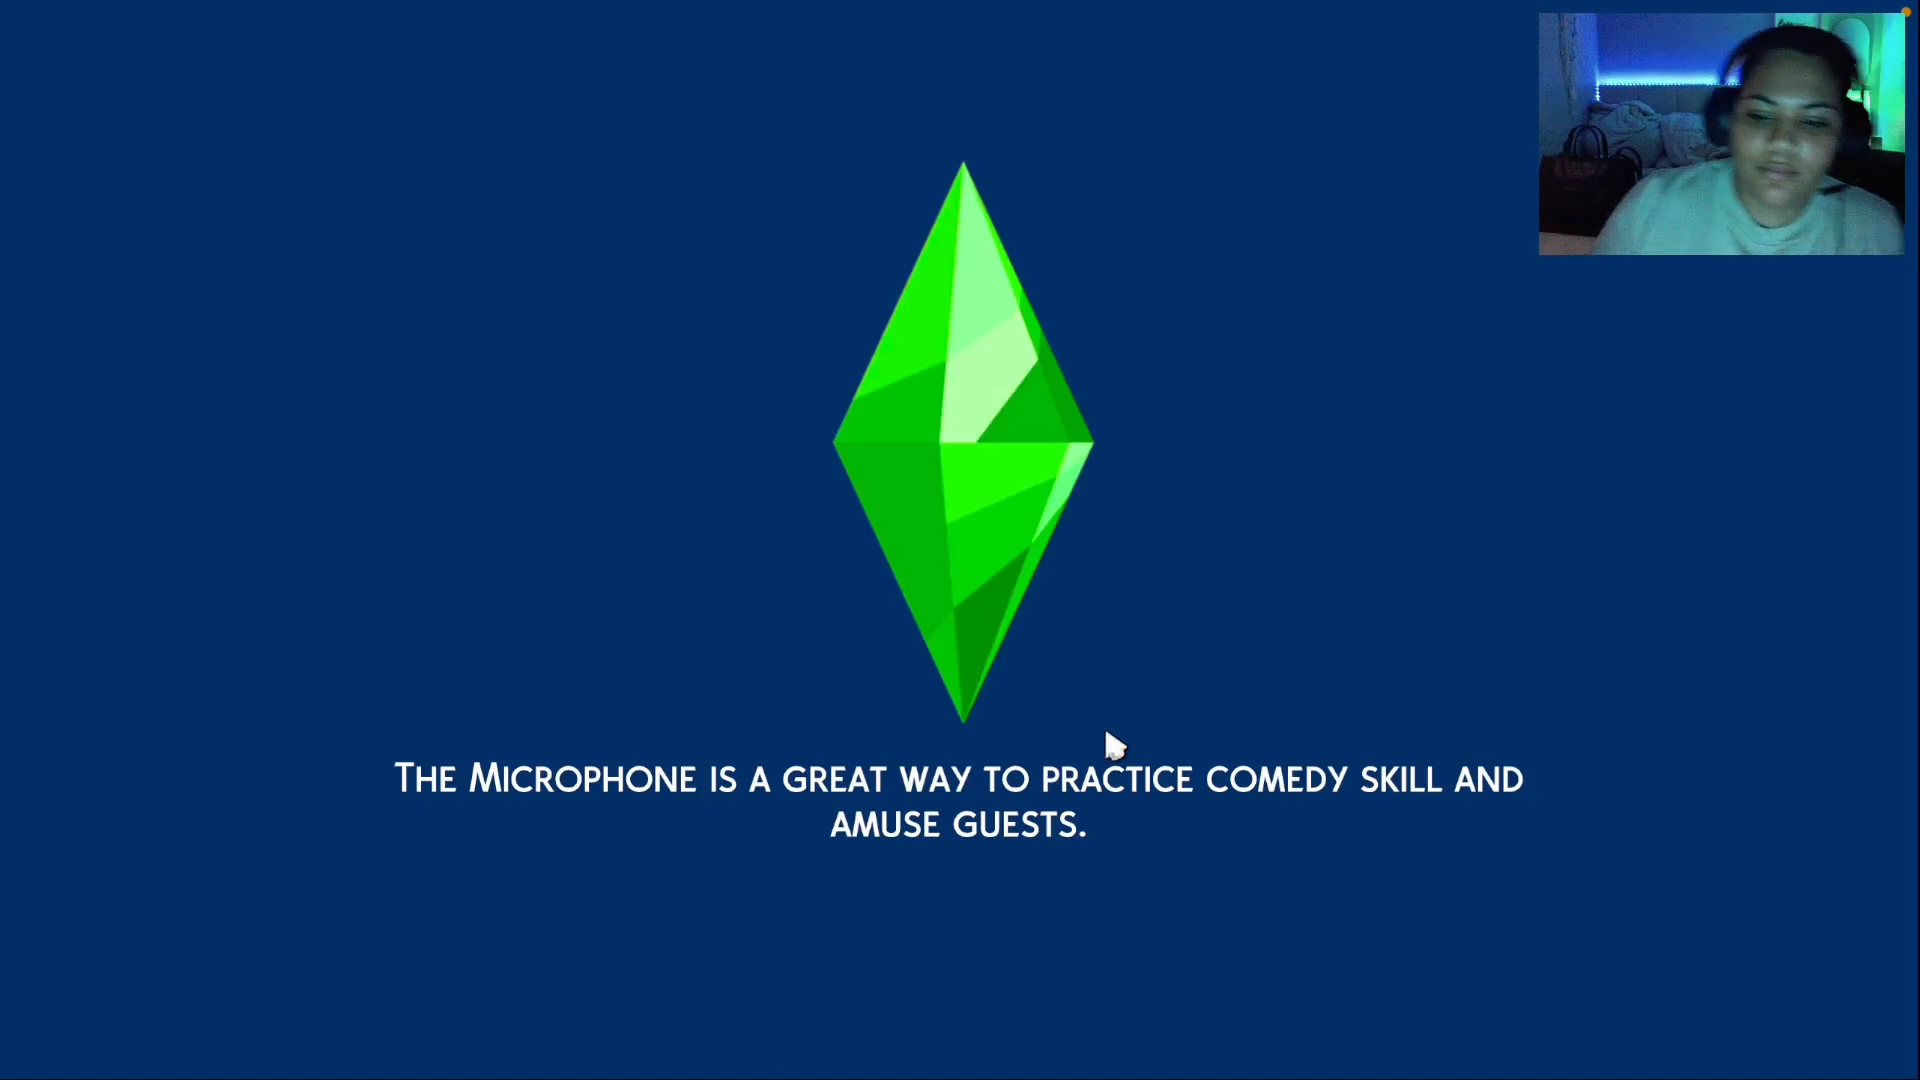 The Microphone is a great way to practice comedy skill and
amuse guests.